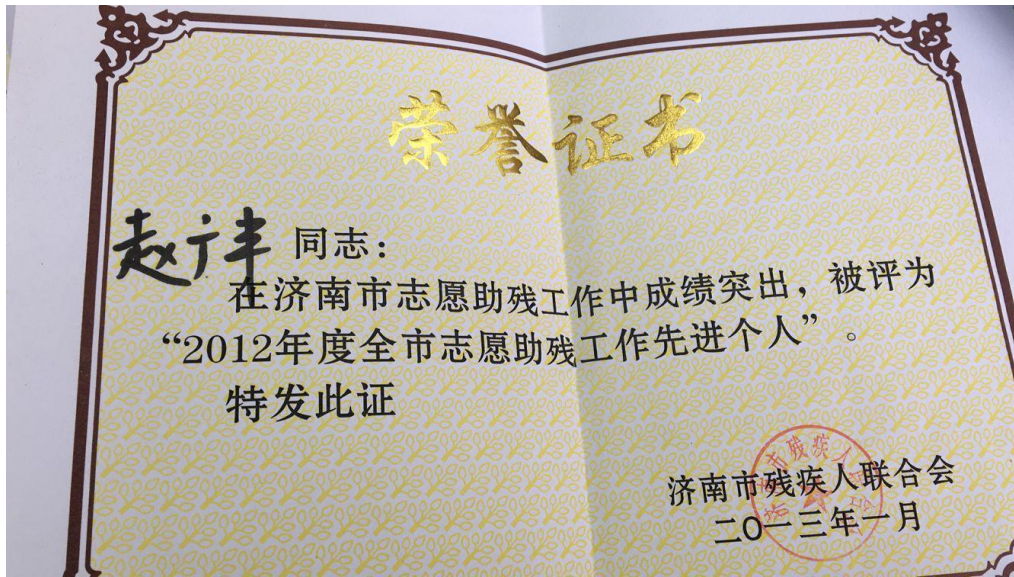 荣誉证书
赵广丰 同志：
在济南市志愿助残工作中成绩突出，被评为
“2012年度全市志愿助残工作先进个人”。
特发此证
济南市残疾人联合会
二〇一三年一月